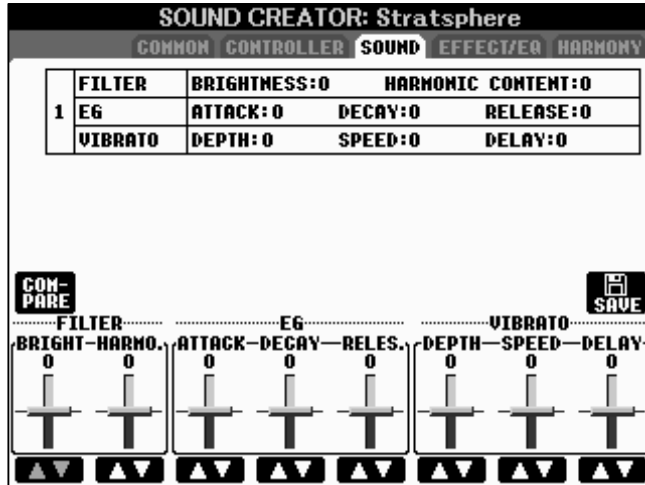 SOUND CREATOR: Stratsphere
COMMON CONTROLLER SOUND EFFECT/EQ HARMONY
FILTER BRIGHTNESS:0 HARMONIC CONTENT:0
1 EG ATTACK:0 DECAY:0 RELEASE:0
VIBRATO DEPTH:0 SPEED:0 DELAY:0
COM-
PARE
SAVE
FILTER EG VIBRATO
BRIGHT HARMO. ATTACK DECAY RELES. DEPTH SPEED DELAY
0 0 0 0 0 0 0 0